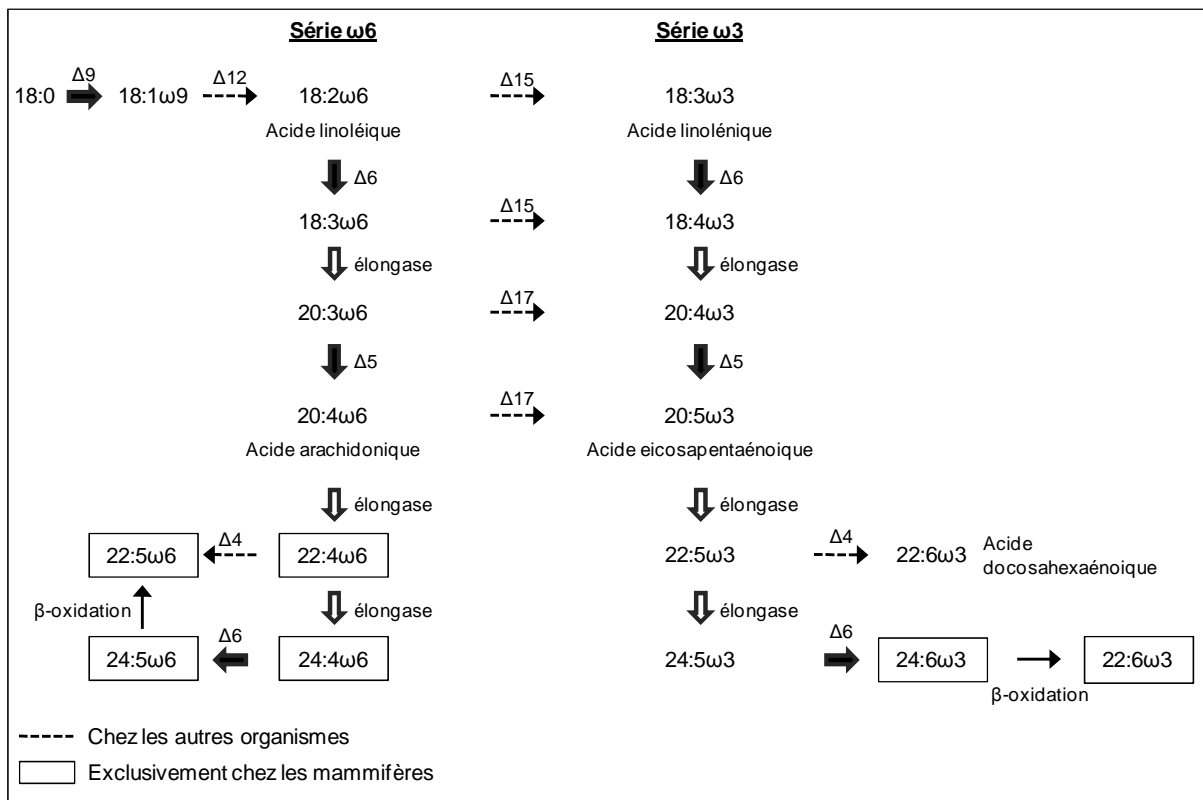 Série ω6 Série ω3
Δ9 Δ12 Δ15
18:0 18:1ω9 18:2ω6 18:3ω3
Acide linoléique Acide linolénique
Δ6 Δ6
Δ15
18:3ω6 18:4ω3
élongase élongase
Δ17
20:3ω6 20:4ω3
Δ5 Δ5
Δ17
20:4ω6 20:5ω3
Acide arachidonique Acide eicosapentaénoique
élongase élongase
Δ4 Δ4
22:5ω6 22:4ω6 22:5ω3 22:6ω3 Acide
docosahexaénoique
β-oxidation élongase élongase
Δ6 Δ6
24:5ω6 24:4ω6 24:5ω3 24:6ω3 22:6ω3
β-oxidation
Chez les autres organismes
Exclusivement chez les mammifères